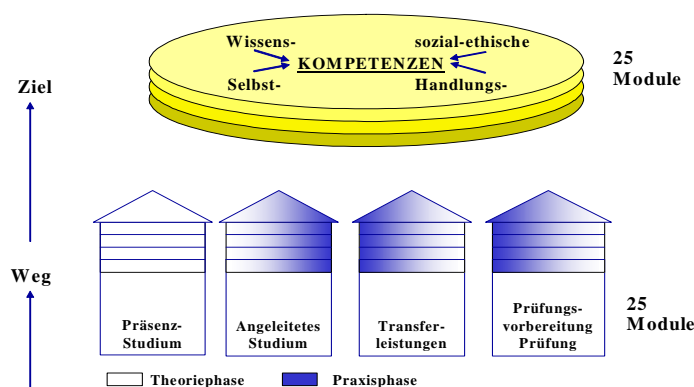 Wissens-
sozial-ethische
KOMPETENZEN
Selbst-
Handlungs-
25
Module
Ziel
Weg
Präsenz-
Studium
Angeleitetes
Studium
Transfer-
leistungen
Prüfungs-
vorbereitung
Prüfung
25
Module
Theoriephase
Praxisphase